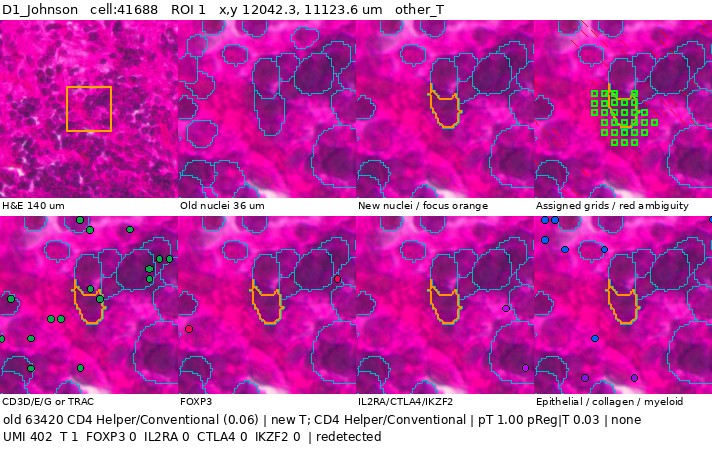 D1_Johnson cell:41688 ROI 1 x,y 12042.3, 11123.6 um other_T
H&E 140 um
Old nuclei 36 um
New nuclei / focus orange
Assigned grids / red ambiguity
CD3D/E/G or TRAC
FOXP3
IL2RA/CTLA4/IKZF2
Epithelial / collagen / myeloid
old 63420 CD4 Helper/Conventional (0.06) | new T; CD4 Helper/Conventional | pT 1.00 pReg|T 0.03 | none
UMI 402 T 1 FOXP3 0 IL2RA 0 CTLA4 0 IKZF2 0 | redetected